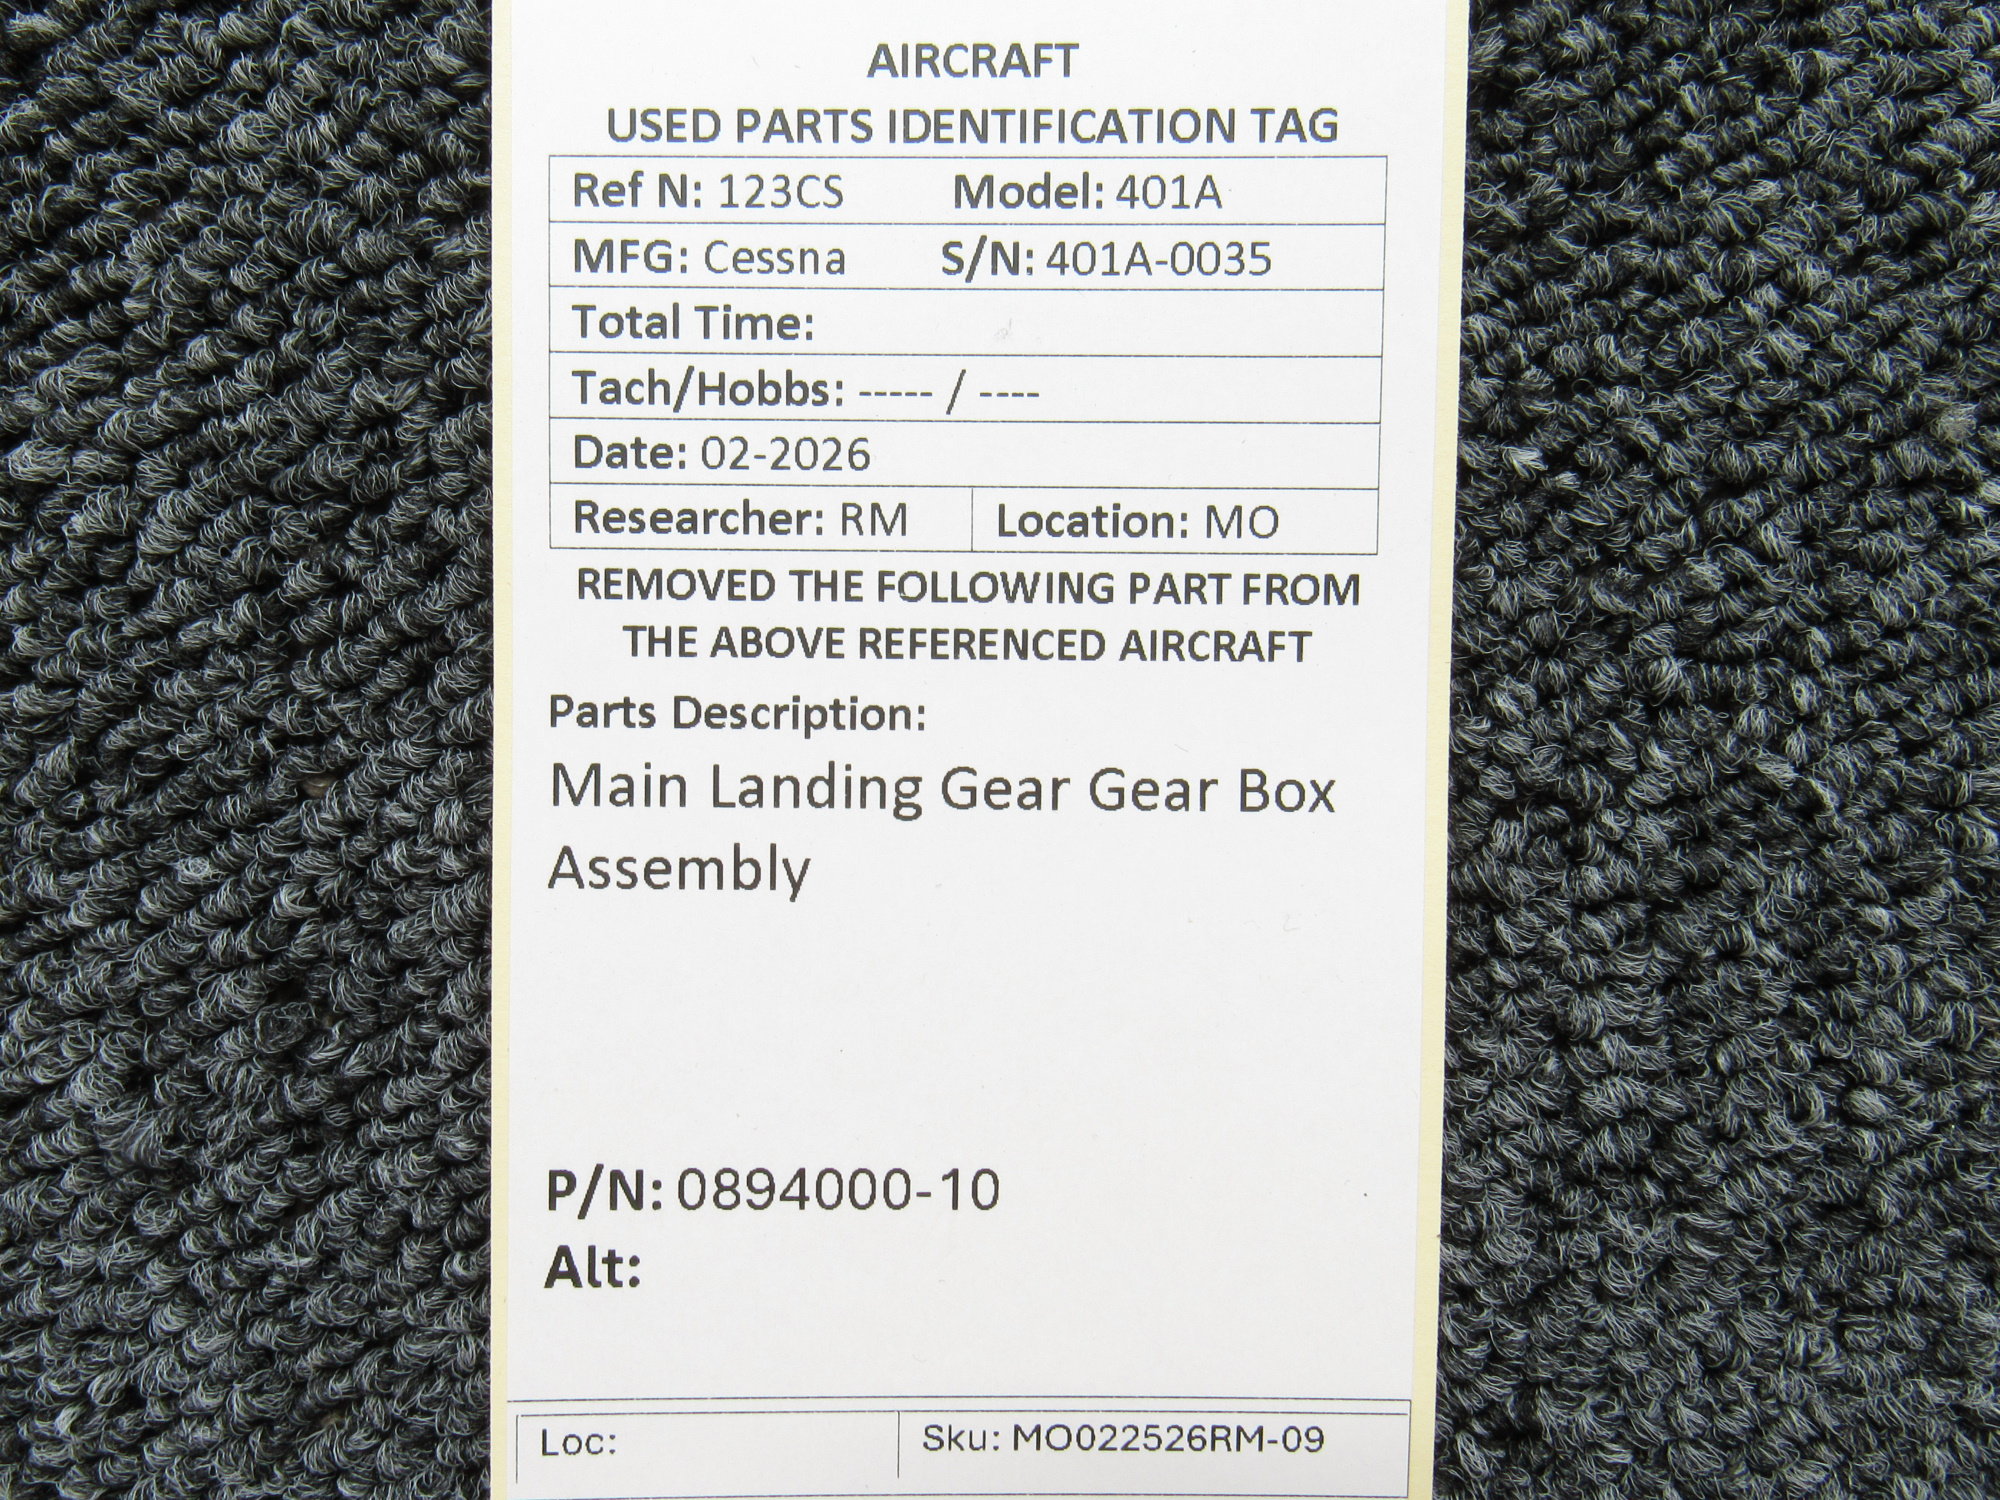 AIRCRAFT
USED PARTS IDENTIFICATION TAG
Ref N: 123CS Model: 401A
MFG: Cessna S/N: 401A-0035
Total Time:
Tach/Hobbs: ----- / ----
Date: 02-2026
Researcher: RM Location: MO
REMOVED THE FOLLOWING PART FROM
THE ABOVE REFERENCED AIRCRAFT
Parts Description:
Main Landing Gear Gear Box
Assembly
P/N: 0894000-10
Alt:
Loc: Sku: MO022526RM-09